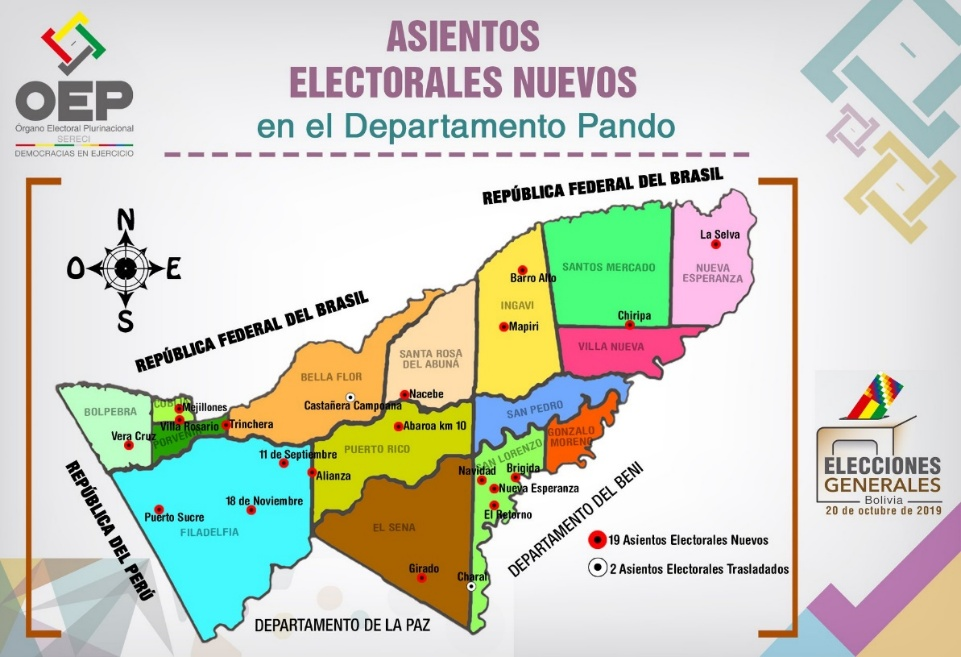 ASIENTOS
ELECTORALES NUEVOS
en el Departamento Pando
OEP
Órgano Electoral Plurinacional
SERECI
DEMOCRACIAS EN EJERCICIO
REPÚBLICA FEDERAL DEL BRASIL
N
O
E
S
REPÚBLICA FEDERAL DEL BRASIL
La Selva
NUEVA
ESPERANZA
SANTOS MERCADO
Barro Alto
INGAVI
Mapiri
Chiripa
VILLA NUEVA
SANTA ROSA
DEL ABUNÁ
BELLA FLOR
Castañera Campoana
Nacebe
BOLPEBRA
Mejillones
Villa Rosario
Trinchera
PORVENIR
Vera Cruz
Abaroa km 10
SAN PEDRO
GONZALO
MORENO
PUERTO RICO
11 de Septiembre
Alianza
SAN LORENZO
Navidad
Brigida
Nueva Esperanza
El Retorno
18 de Noviembre
Puerto Sucre
FILADELFIA
EL SENA
Girado
Charal
REPÚBLICA DEL PERÚ
DEPARTAMENTO DEL BENI
DEPARTAMENTO DE LA PAZ
19 Asientos Electorales Nuevos
2 Asientos Electorales Trasladados
ELECCIONES
GENERALES
Bolivia
20 de octubre de 2019